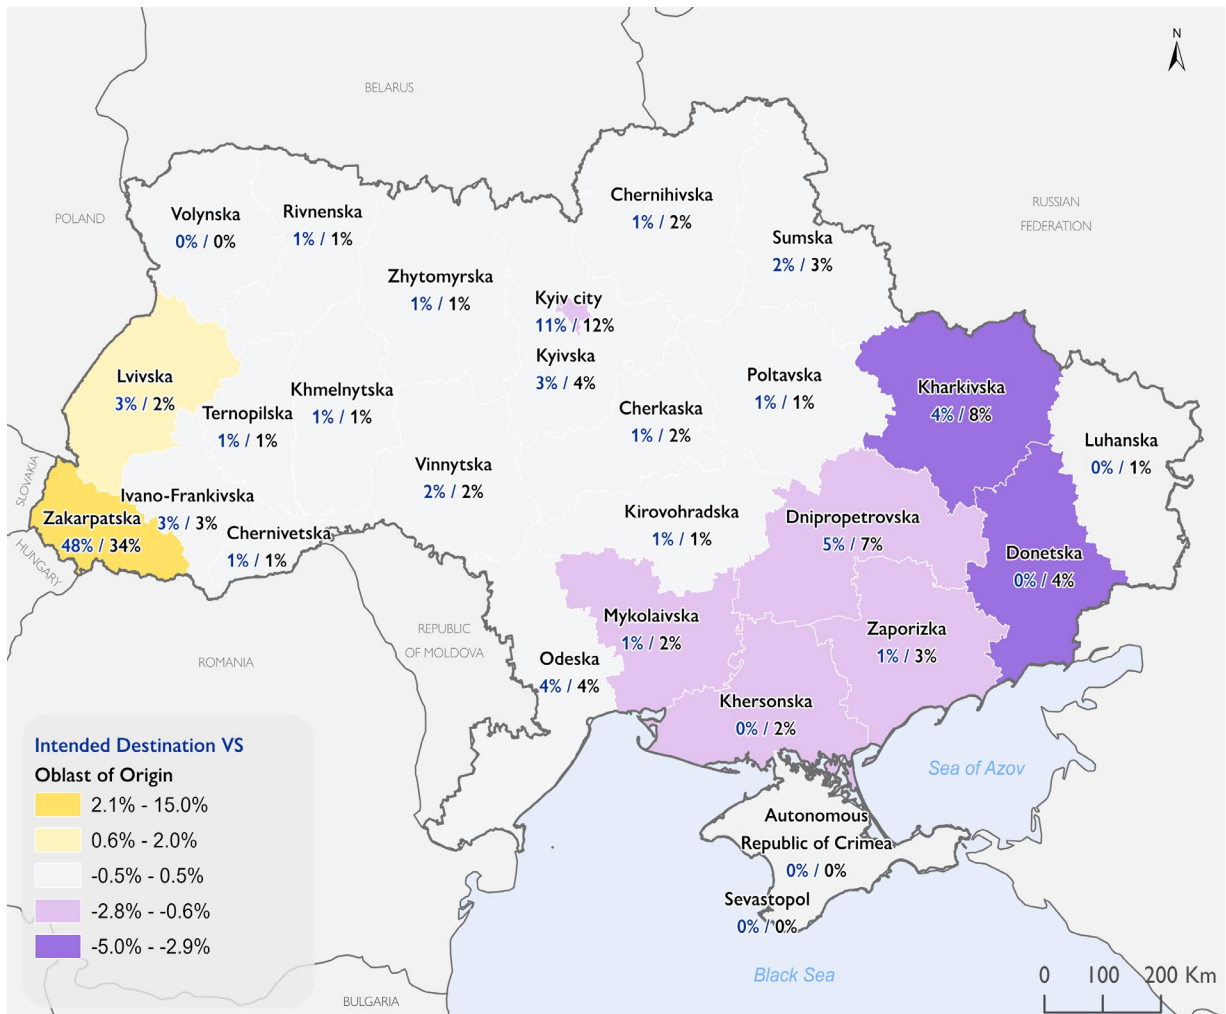 N
BELARUS
POLAND
RUSSIAN
FEDERATION
Volynska
0% / 0%
Rivnenska
1% / 1%
Chernihivska
1% / 2%
Sumska
2% / 3%
Zhytomyrska
1% / 1%
Kyiv city
11% / 12%
Kyivska
3% / 4%
Lvivska
3% / 2%
Ternopilska
1% / 1%
Khmelnytska
1% / 1%
Cherkaska
1% / 2%
Poltavska
1% / 1%
Kharkivska
4% / 8%
Luhanska
0% / 1%
Vinnytska
2% / 2%
SLOVAKIA
HUNGARY
Zakarpatska
48% / 34%
Ivano-Frankivska
3% / 3%
Chernivetska
1% / 1%
Kirovohradska
1% / 1%
Dnipropetrovska
5% / 7%
Donetska
0% / 4%
Mykolaivska
1% / 2%
Zaporizka
1% / 3%
REPUBLIC
OF MOLDOVA
ROMANIA
Odeska
4% / 4%
Khersonska
0% / 2%
Sea of Azov
Autonomous
Republic of Crimea
0% / 0%
Sevastopol
0% / 0%
Black Sea
BULGARIA
Intended Destination VS
Oblast of Origin
2.1% - 15.0%
0.6% - 2.0%
-0.5% - 0.5%
-2.8% - -0.6%
-5.0% - -2.9%
0 100 200 Km